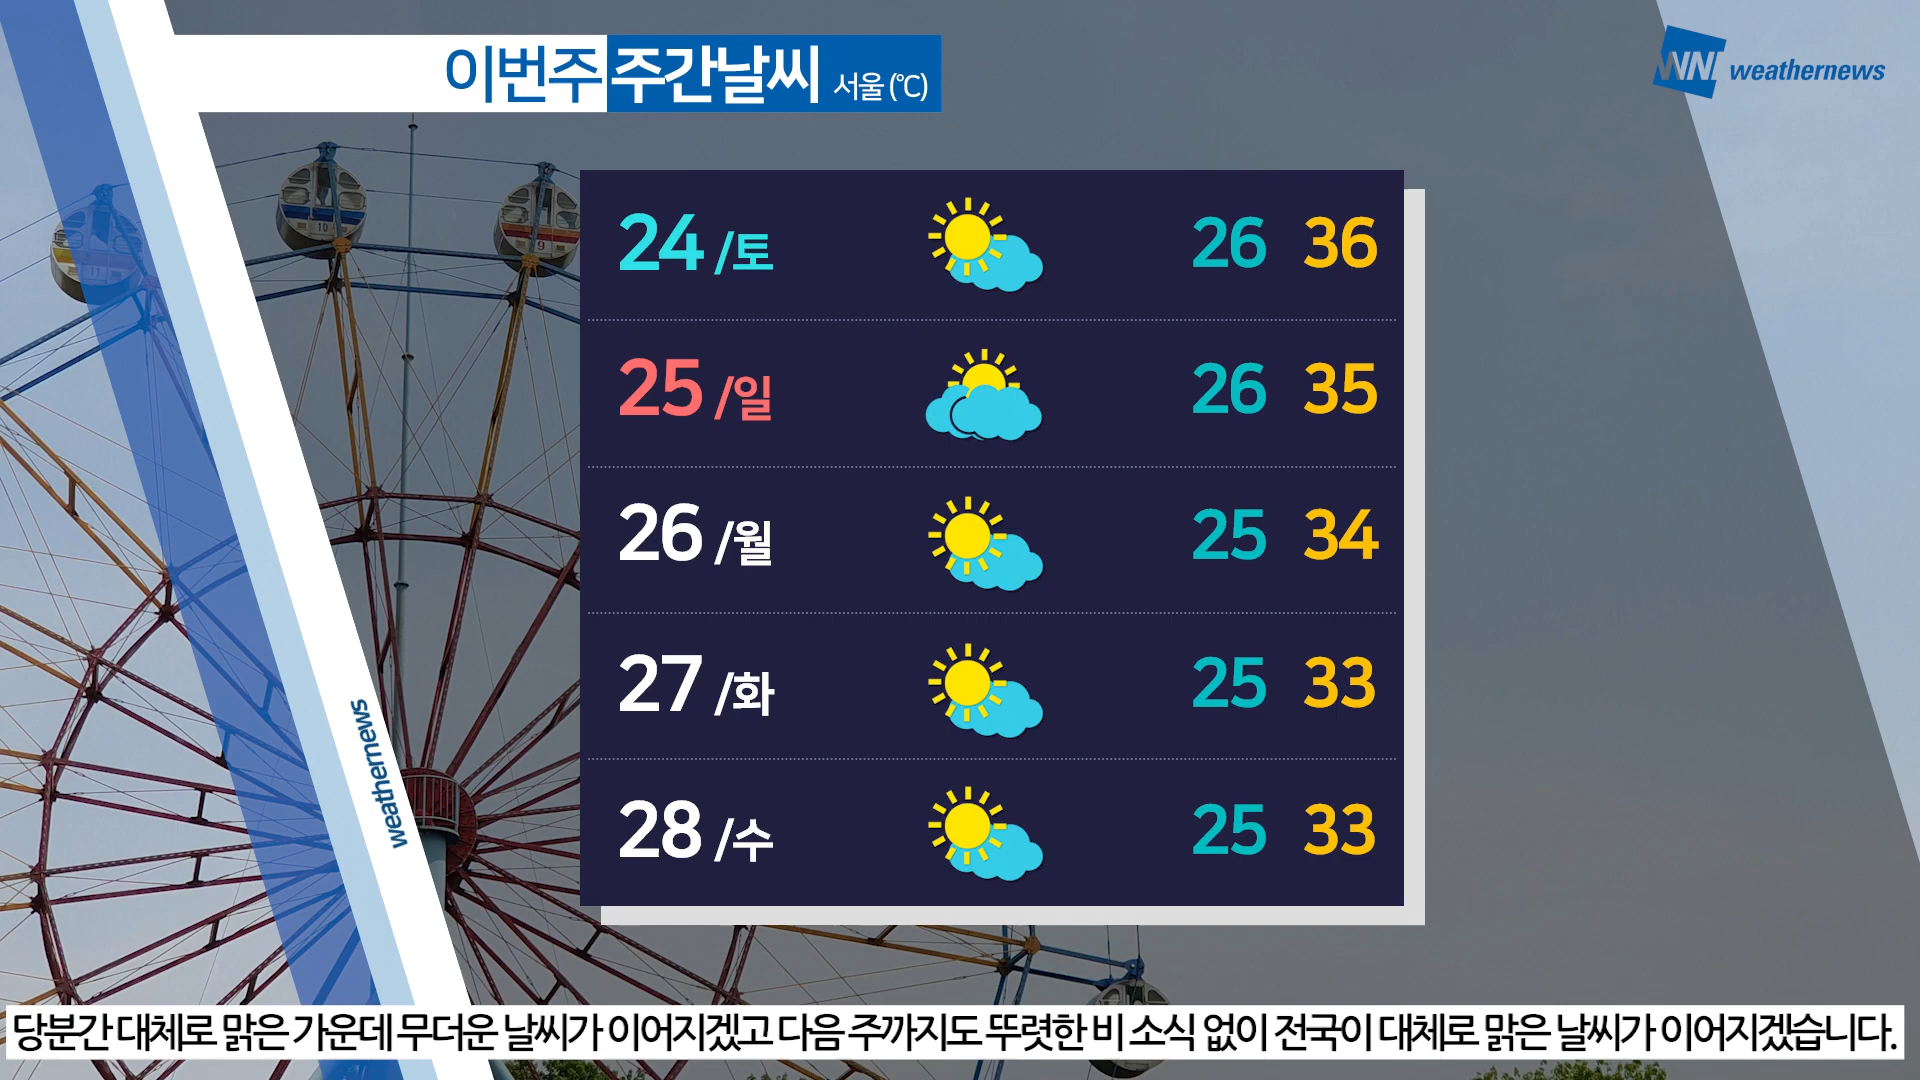 이번주 주간날씨 서울 (℃)
weathernews
24 /토 26 36
25 /일 26 35
26 /월 25 34
27 /화 25 33
28 /수 25 33
weathernews
10
9
11
당분간 대체로 맑은 가운데 무더운 날씨가 이어지겠고 다음 주까지도 뚜렷한 비 소식 없이 전국이 대체로 맑은 날씨가 이어지겠습니다.